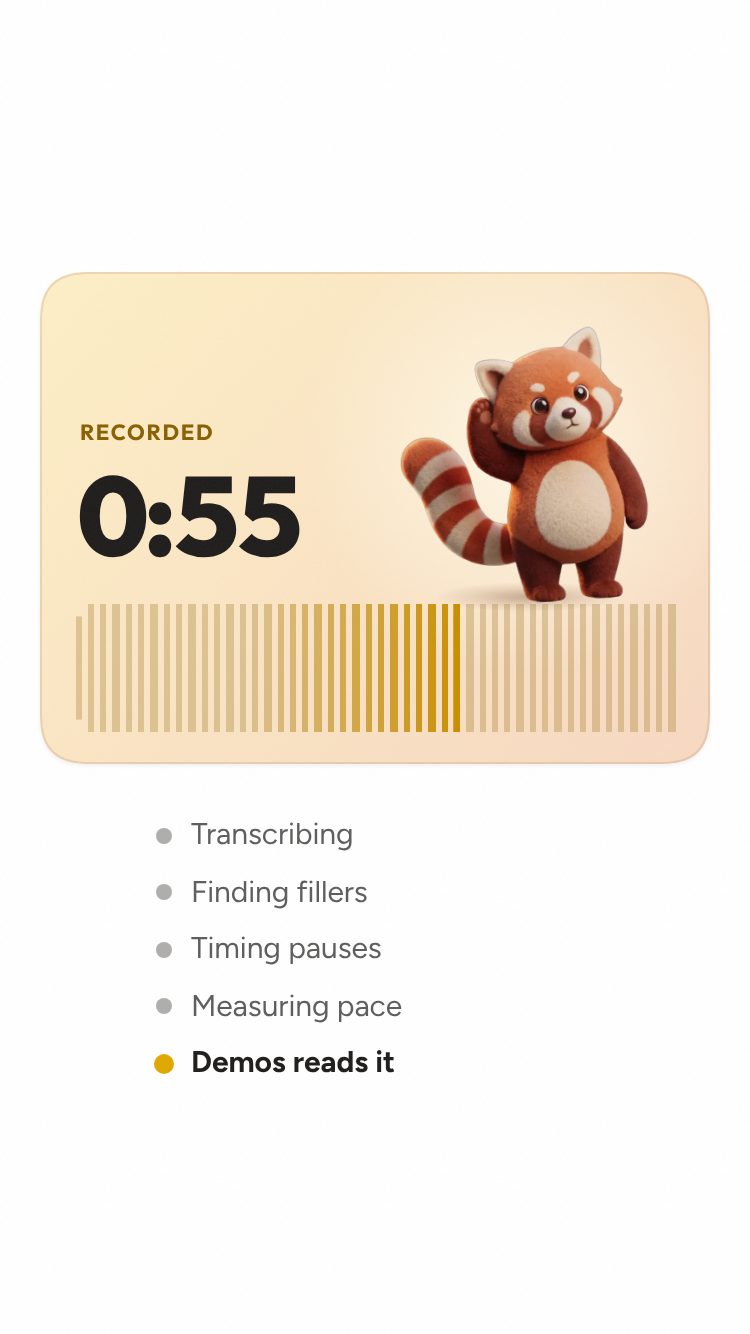 RECORDED
0:55
Transcribing
Finding fillers
Timing pauses
Measuring pace
Demos reads it